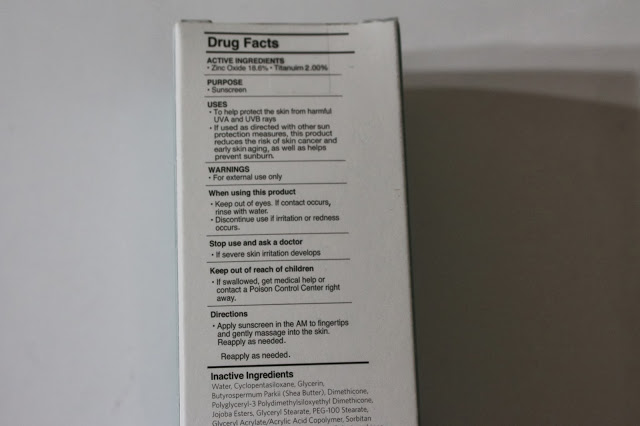 Drug Facts
ACTIVE INGREDIENTS
• Zinc Oxide 18.6% • Titanuim 2.00%
PURPOSE
• Sunscreen
USES
• To help protect the skin from harmful
UVA and UVB rays
• If used as directed with other sun
protection measures, this product
reduces the risk of skin cancer and
early skin aging, as well as helps
prevent sunburn.
WARNINGS
• For external use only
When using this product
• Keep out of eyes. If contact occurs,
rinse with water.
• Discontinue use if irritation or redness
occurs.
Stop use and ask a doctor
• If severe skin irritation develops
Keep out of reach of children
• If swallowed, get medical help or
contact a Poison Control Center right
away.
Directions
• Apply sunscreen in the AM to fingertips
and gently massage into the skin.
Reapply as needed.
Reapply as needed.
Inactive Ingredients
Water, Cyclopentasiloxane, Glycerin,
Butyrospermum Parkii (Shea Butter), Dimethicone,
Polyglyceryl-3 Polydimethylsiloxyethyl Dimethicone,
Jojoba Esters, Glyceryl Stearate, PEG-100 Stearate,
Glyceryl Acrylate/Acrylic Acid Copolymer, Sorbitan